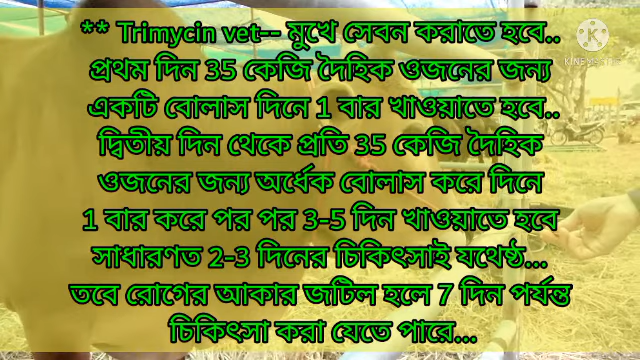 ** Trimycin vet-- মুখে সেবন করাতে হবে..
প্রথম দিন 35 কেজি দৈহিক ওজনের জন্য
একটি বোলাস দিনে 1 বার খাওয়াতে হবে..
দ্বিতীয় দিন থেকে প্রতি 35 কেজি দৈহিক
ওজনের জন্য অর্ধেক বোলাস করে দিনে
1 বার করে পর পর 3-5 দিন খাওয়াতে হবে
সাধারণত 2-3 দিনের চিকিৎসাই যথেষ্ঠ...
তবে রোগের আকার জটিল হলে 7 দিন পর্যন্ত
চিকিৎসা করা যেতে পারে...